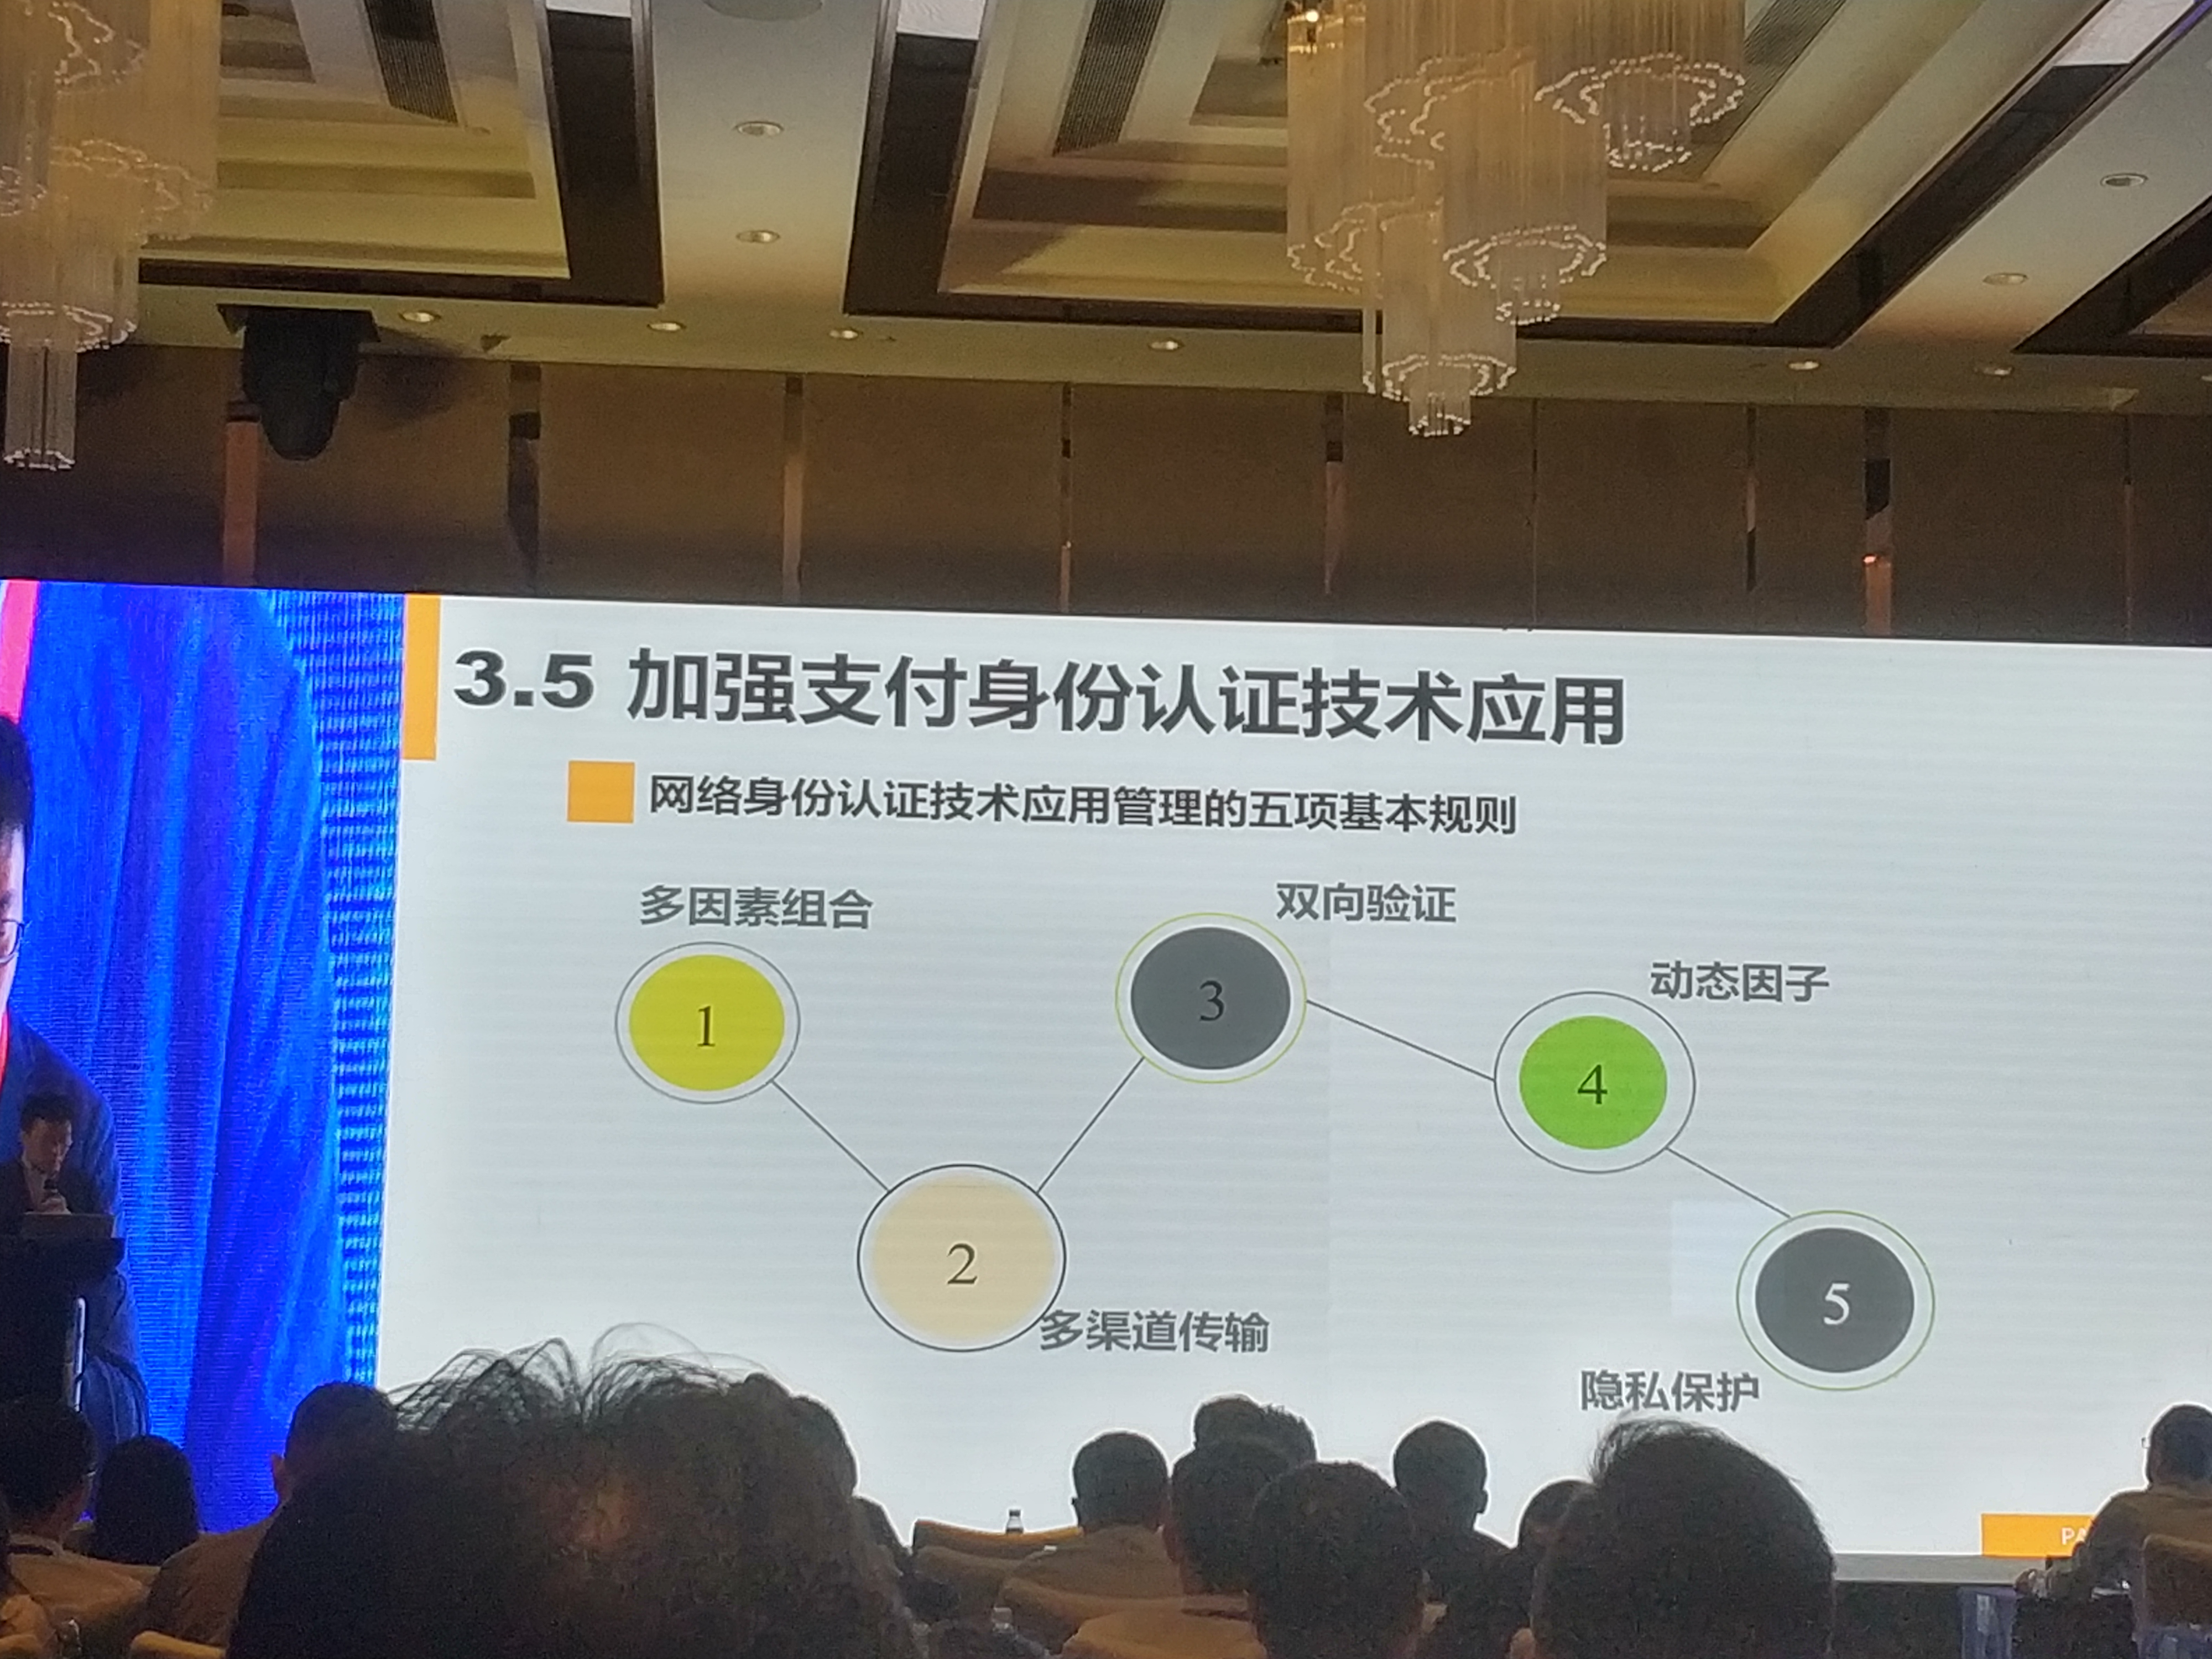 3.5 加强支付身份认证技术应用
网络身份认证技术应用管理的五项基本规则
多因素组合
1
2
多渠道传输
双向验证
3
动态因子
4
5
隐私保护